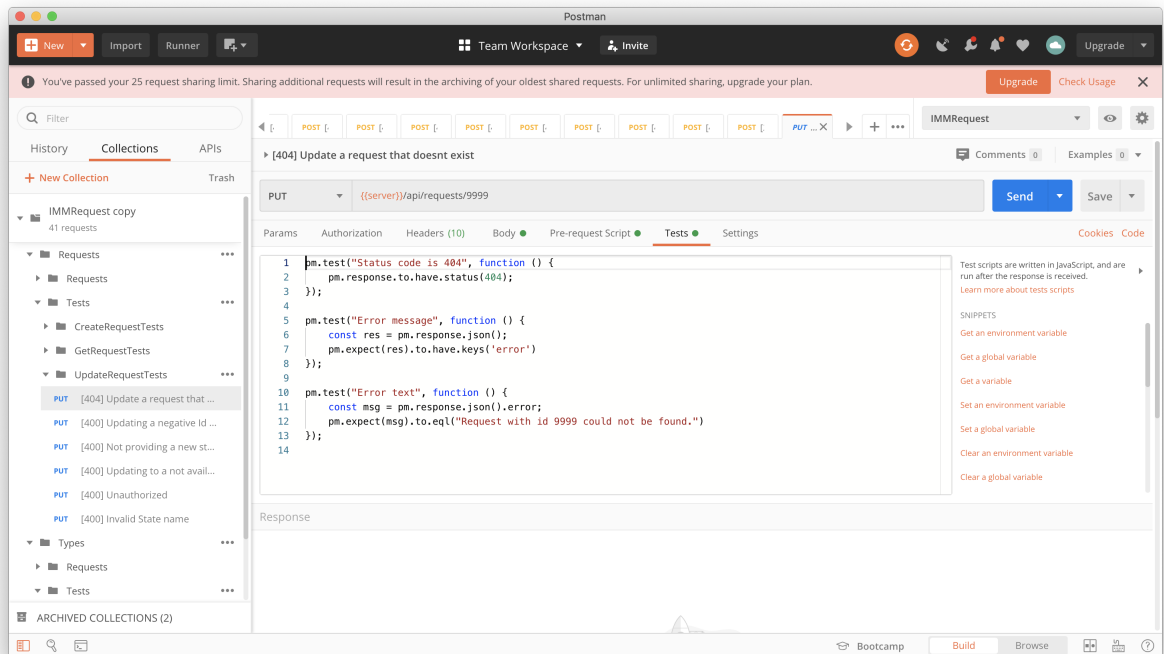 Postman
New
Import
Runner
Team Workspace
Invite
Upgrade
You've passed your 25 request sharing limit. Sharing additional requests will result in the archiving of your oldest shared requests. For unlimited sharing, upgrade your plan.
Upgrade
Check Usage
Filter
History
Collections
APIs
+ New Collection
Trash
IMMRequest copy
41 requests
Requests
Requests
Tests
CreateRequestTests
GetRequestTests
UpdateRequestTests
PUT [404] Update a request that ...
PUT [400] Updating a negative Id ...
PUT [400] Not providing a new st...
PUT [400] Updating to a not avail...
PUT [400] Unauthorized
PUT [400] Invalid State name
Types
Requests
Tests
ARCHIVED COLLECTIONS (2)
POST [· POST [· POST [· POST [· POST [· POST [· POST [· POST [· POST [· PUT ...
IMMRequest
[404] Update a request that doesnt exist
Comments 0
Examples 0
PUT
{{server}}/api/requests/9999
Send
Save
Params
Authorization
Headers (10)
Body
Pre-request Script
Tests
Settings
Cookies
Code
1 pm.test("Status code is 404", function () {
2 pm.response.to.have.status(404);
3 });
4
5 pm.test("Error message", function () {
6 const res = pm.response.json();
7 pm.expect(res).to.have.keys('error')
8 });
9
10 pm.test("Error text", function () {
11 const msg = pm.response.json().error;
12 pm.expect(msg).to.eql("Request with id 9999 could not be found.")
13 });
14
Test scripts are written in JavaScript, and are
run after the response is received.
Learn more about tests scripts
SNIPPETS
Get an environment variable
Get a global variable
Get a variable
Set an environment variable
Set a global variable
Clear an environment variable
Clear a global variable
Response
Bootcamp
Build
Browse